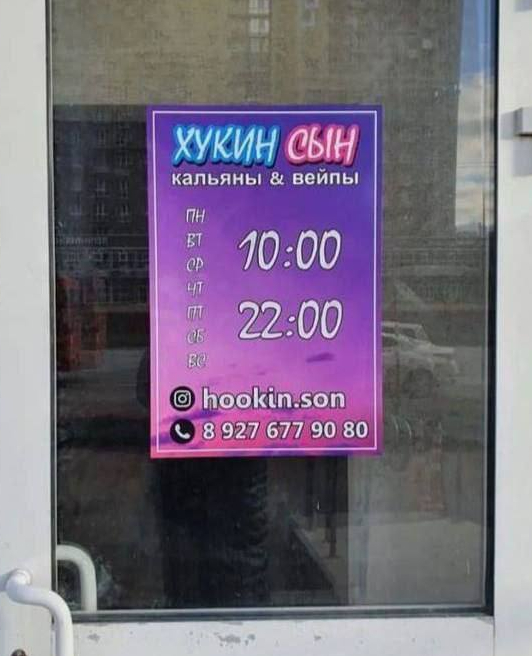 ХУКИН СЫН
кальяны & вейпы
ПН
ВТ
СР
ЧТ
ПТ
СБ
ВС
10:00
22:00
hookin.son
8 927 677 90 80